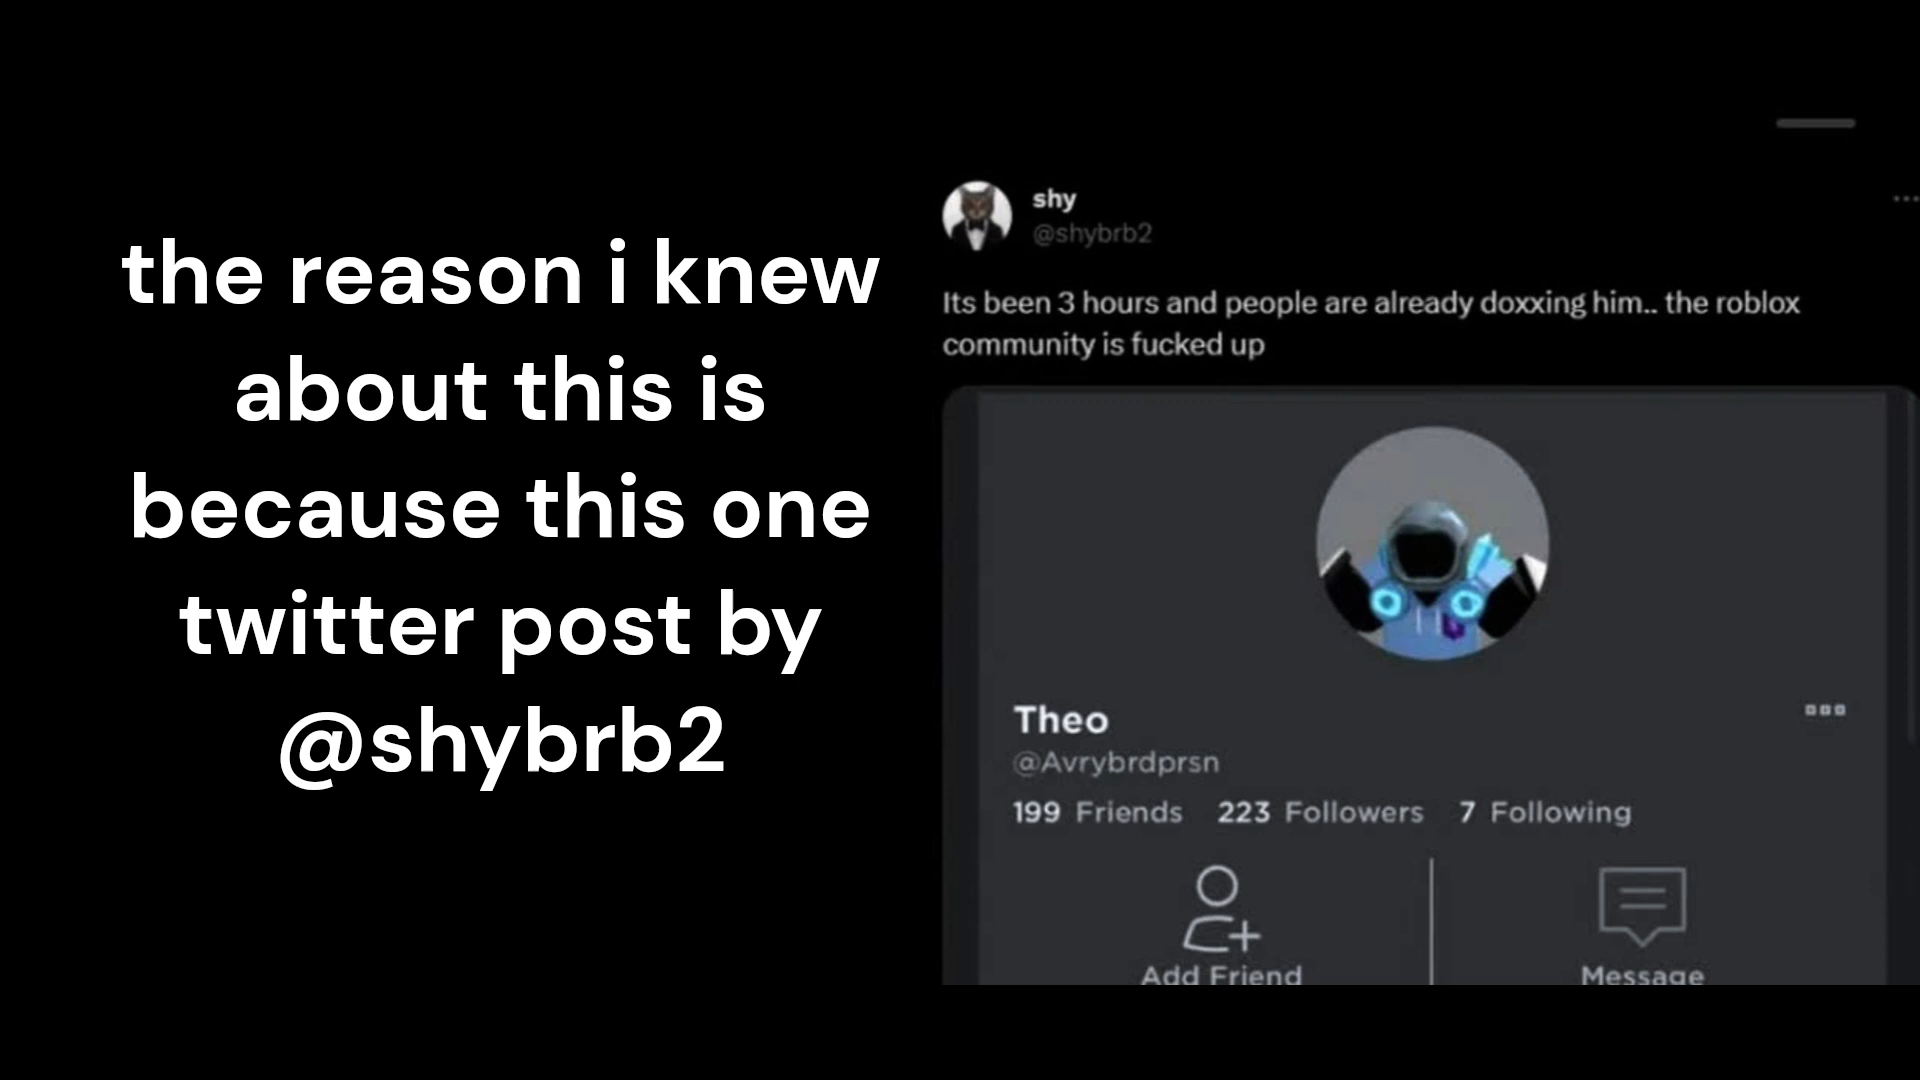 the reason i knew
about this is
because this one
twitter post by
@shybrb2
shy
@shybrb2
Its been 3 hours and people are already doxxing him.. the roblox
community is fucked up
Theo
@Avrybrdprsn
199 Friends 223 Followers 7 Following
Add Friend
Message